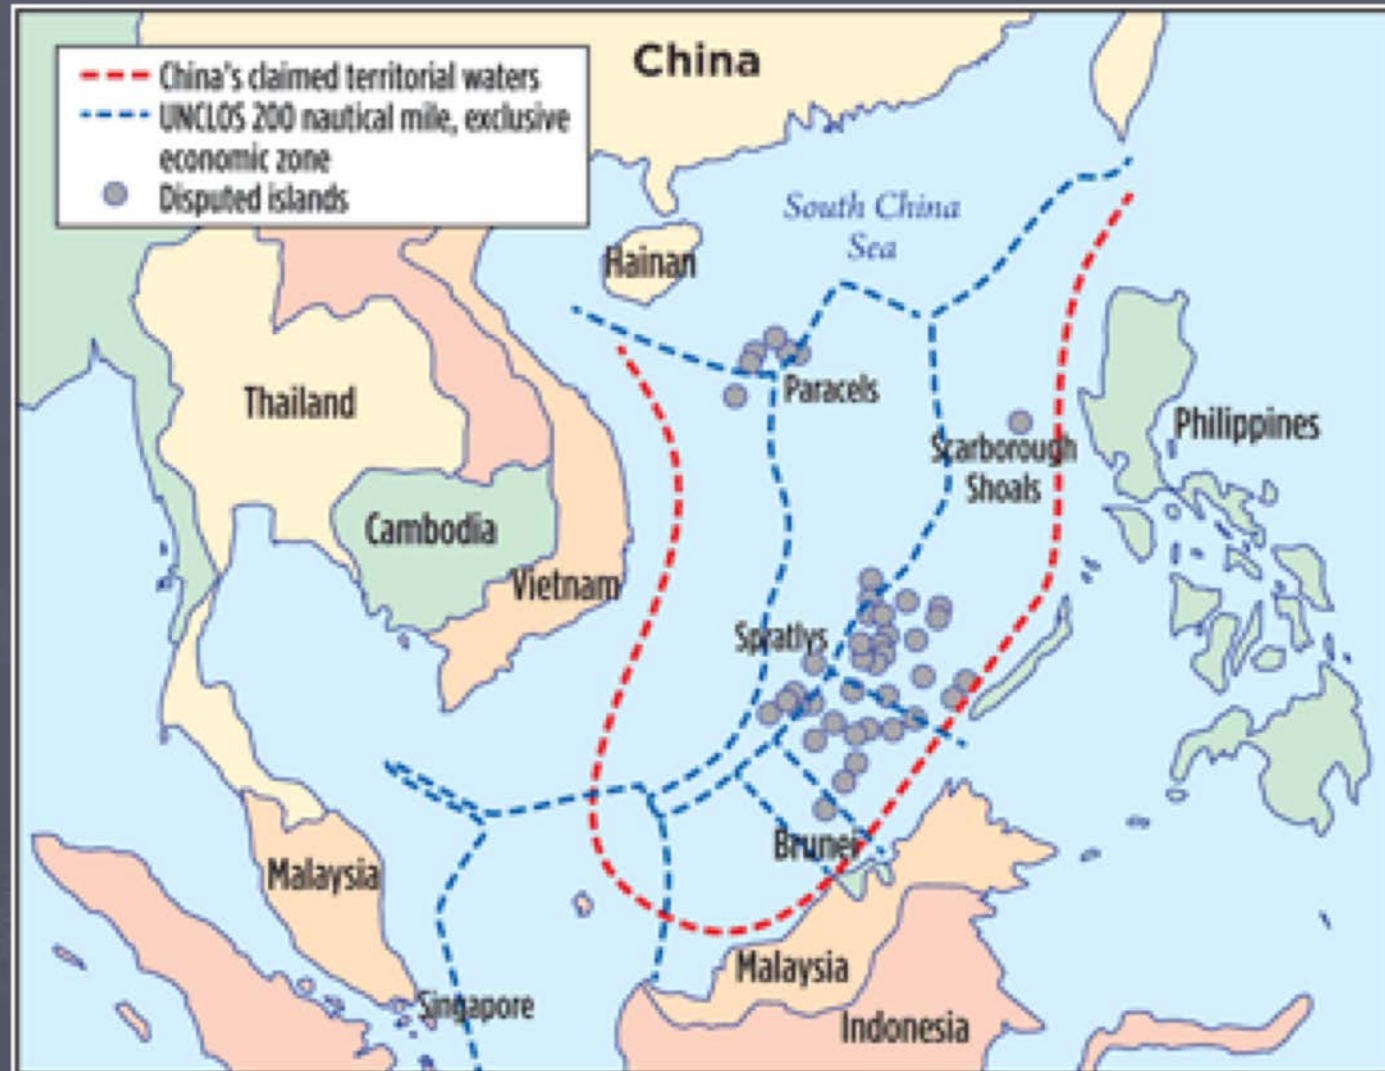 China's claimed territorial waters
UNCLOS 200 nautical mile, exclusive
economic zone
Disputed islands
China
South China
Sea
Hainan
Thailand
Paracels
Philippines
Scarborough
Shoals
Cambodia
Vietnam
Spratlys
Brunei
Malaysia
Malaysia
Singapore
Indonesia